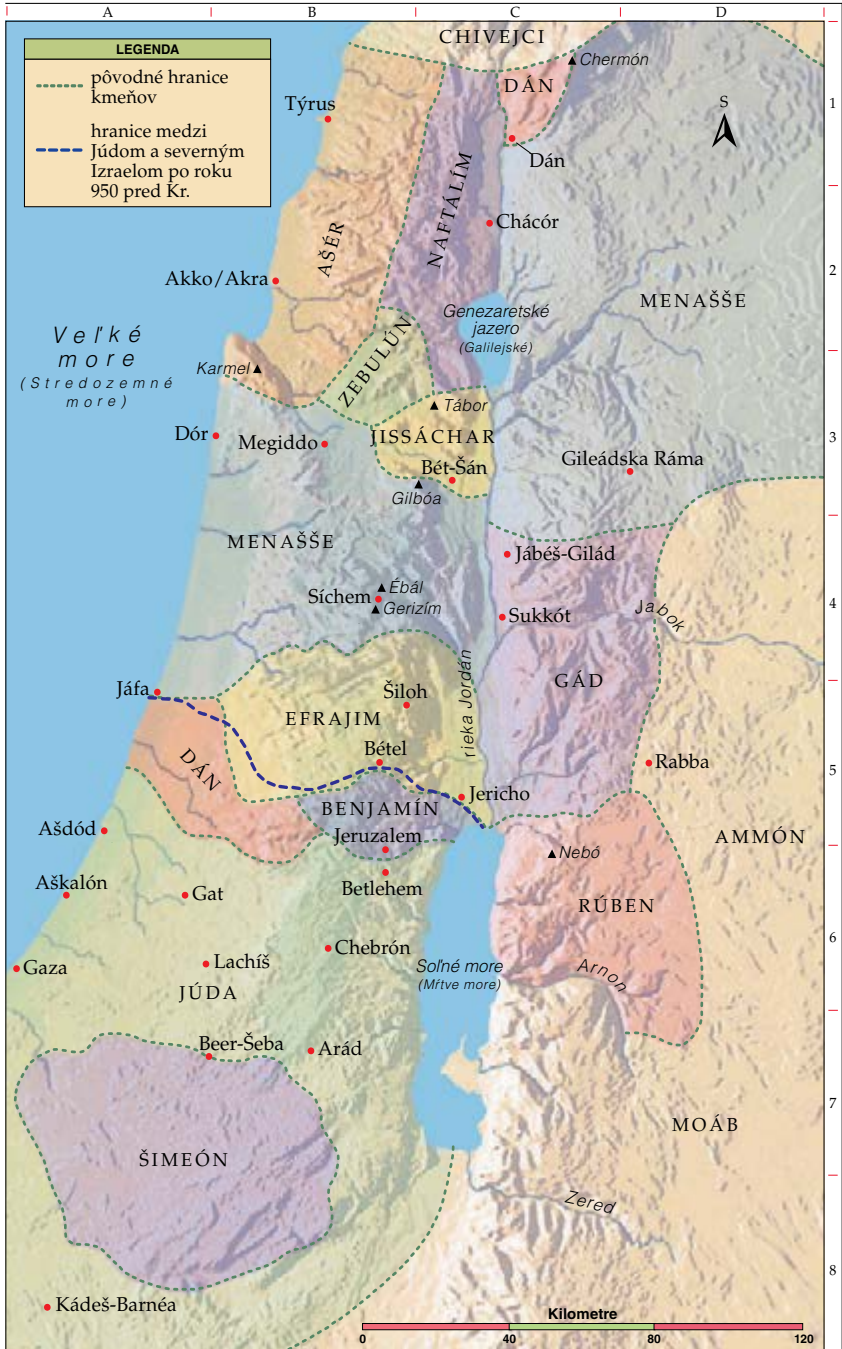 A
B
C
D
LEGENDA
pôvodné hranice
kmeňov
hranice medzi
Júdom a severným
Izraelom po roku
950 pred Kr.
CHIVEJCI
Chermón
DÁN
S
1
Týrus
Dán
NAFTÁLÍM
Chácór
AŠÉR
2
Akko/Akra
MENAŠŠE
Genezaretské
jazero
(Galilejské)
Veľké
more
(Stredozemné
more)
ZEBULÚN
Karmel
Tábor
3
Dór
Megiddo
JISSÁCHAR
Bét-Šán
Gileádska Ráma
Gilbóa
MENAŠŠE
Jábéš-Gilád
Ébál
Síchem
Gerizím
Sukkót
Jabok
4
rieka Jordán
GÁD
Jáfa
Šiloh
EFRAJIM
DÁN
Bétel
Rabba
5
Jericho
BENJAMÍN
Ašdód
Jeruzalem
AMMÓN
Nebó
Aškalón
Gat
Betlehem
RÚBEN
6
Chebrón
Lachíš
Gaza
Soľné more
(Mŕtve more)
Arnon
JÚDA
Beer-Šeba
Arád
7
MOÁB
ŠIMEÓN
Zered
8
Kádeš-Barnéa
Kilometre
0
40
80
120